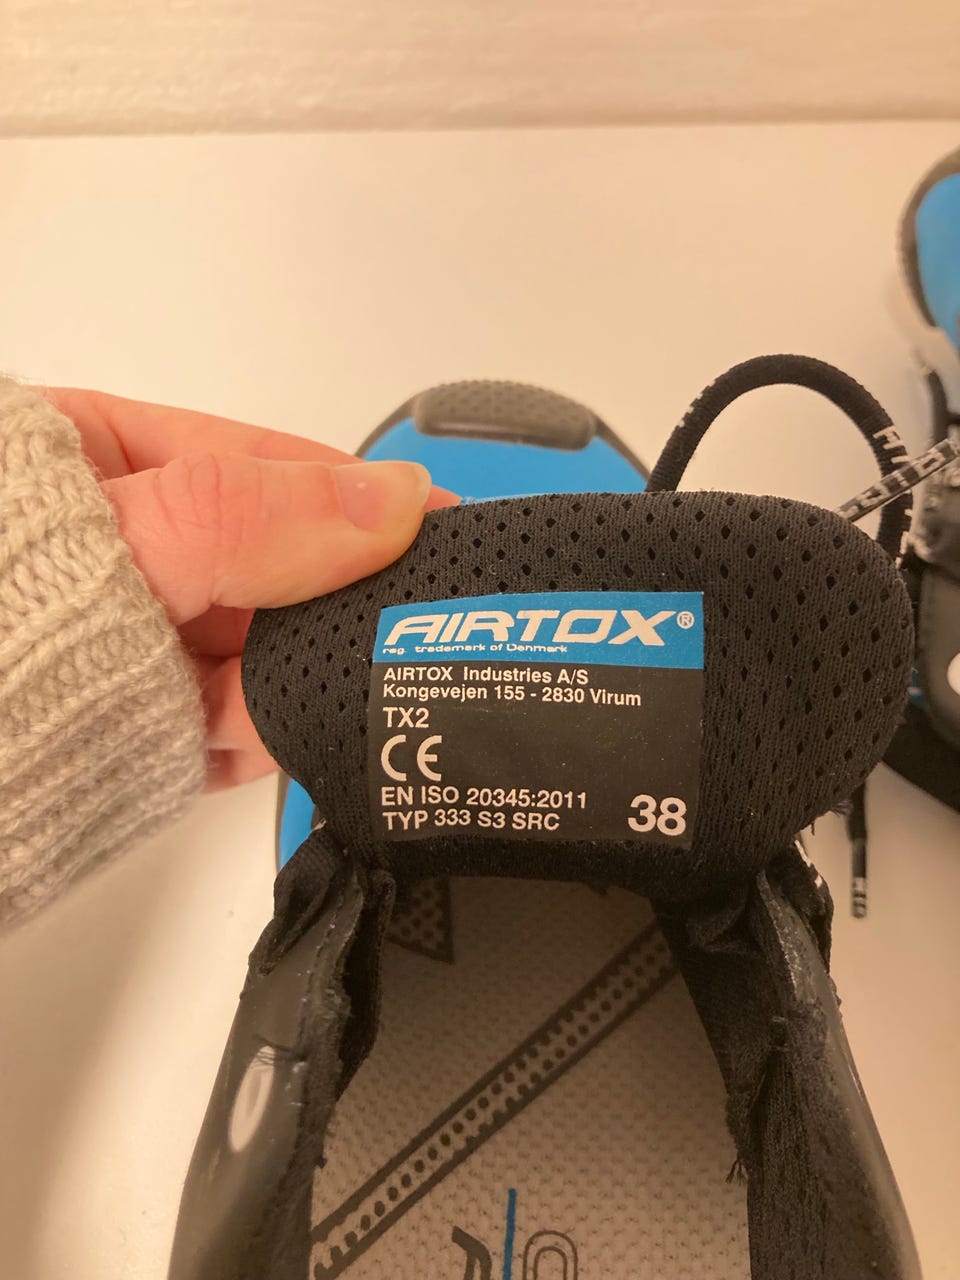 AIRTOX®
reg. trademark of Denmark
AIRTOX Industries A/S
Kongevejen 155 - 2830 Virum
TX2
CE
EN ISO 20345:2011
TYP 333 S3 SRC
38